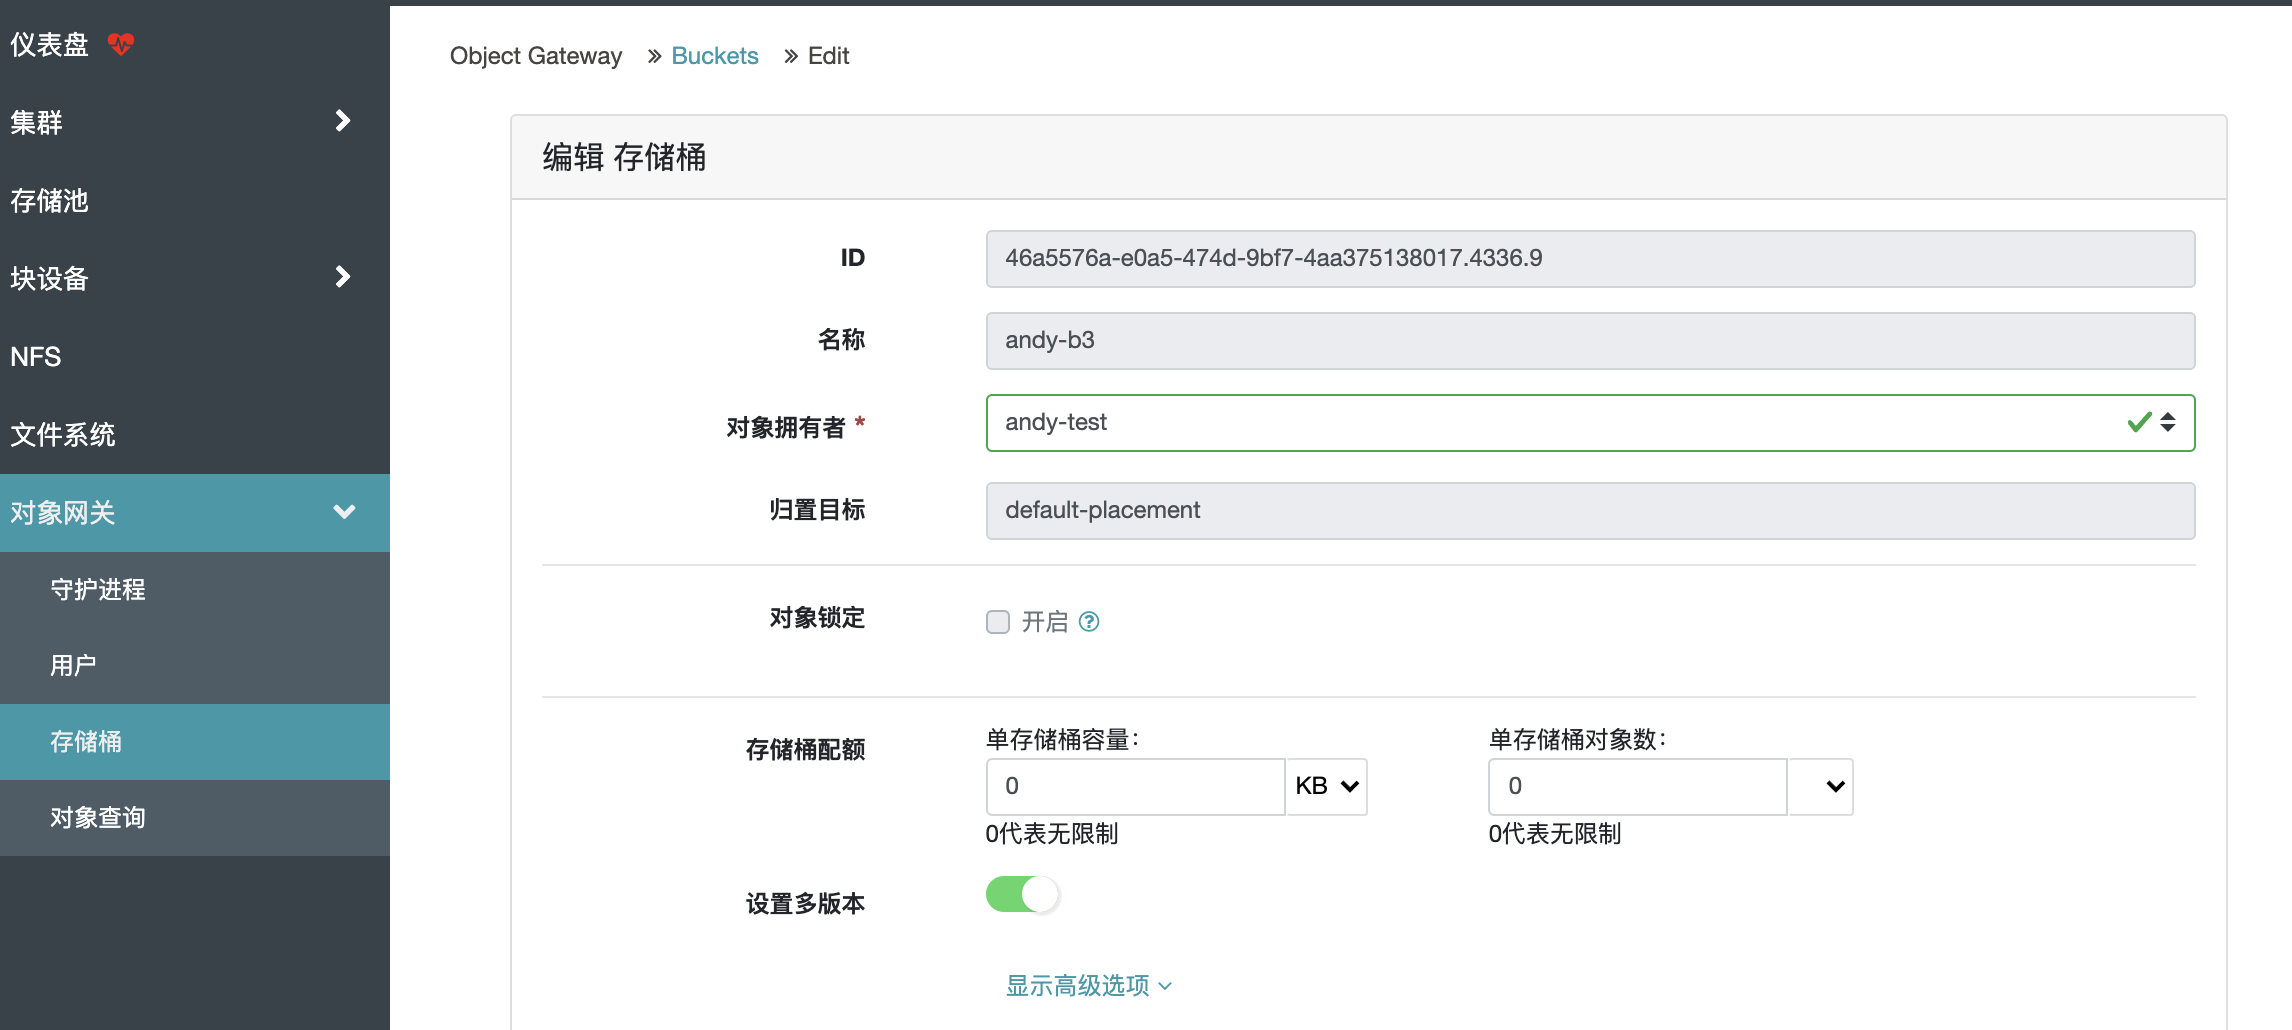 仪表盘
集群
存储池
块设备
NFS
文件系统
对象网关
守护进程
用户
存储桶
对象查询
Object Gateway » Buckets » Edit
编辑 存储桶
ID 46a5576a-e0a5-474d-9bf7-4aa375138017.4336.9
名称 andy-b3
对象拥有者 * andy-test
归置目标 default-placement
对象锁定 开启 ?
存储桶配额 单存储桶容量: 单存储桶对象数:
0 KB 0
0代表无限制 0代表无限制
设置多版本
显示高级选项